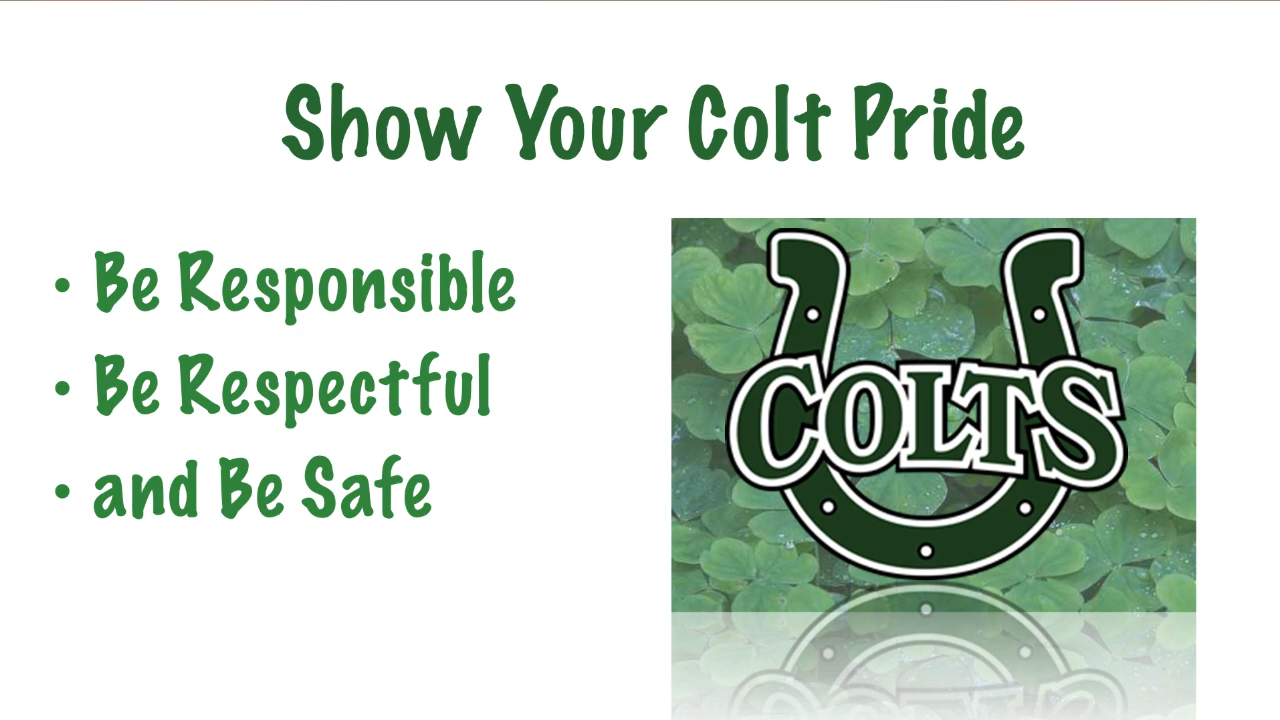 Show Your Colt Pride
• Be Responsible
• Be Respectful
• and Be Safe
COLTS